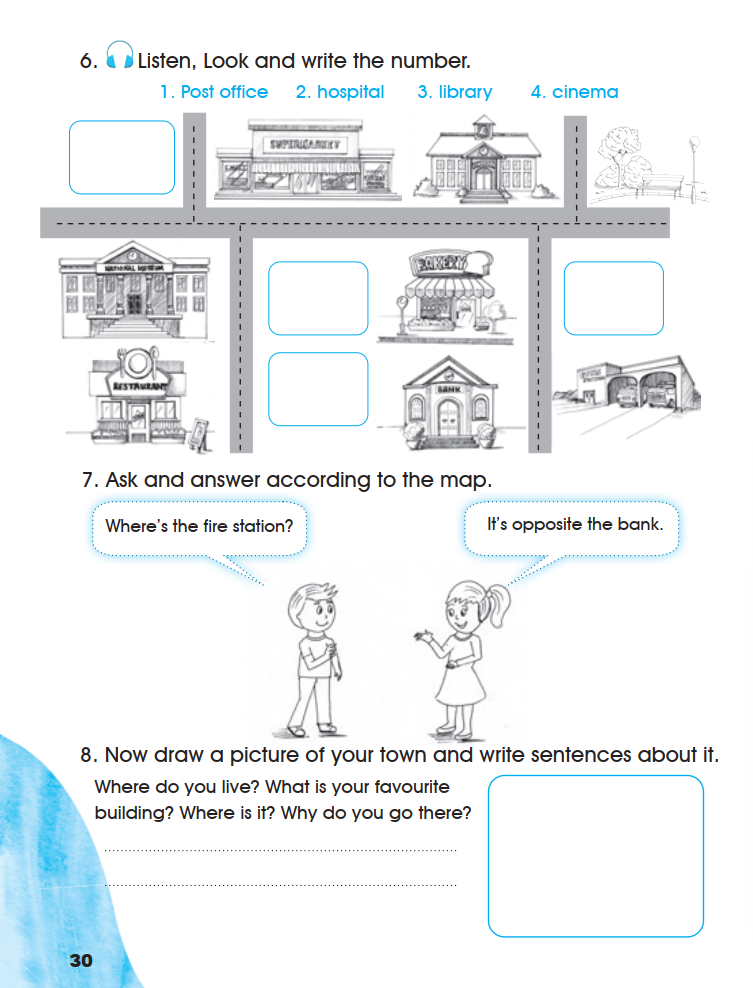 6. Listen, Look and write the number.
1. Post office 2. hospital 3. library 4. cinema
SUPERMARKET
NATIONAL MUSEUM
BAKERY
RESTAURANT
BANK
7. Ask and answer according to the map.
Where's the fire station?
It's opposite the bank.
8. Now draw a picture of your town and write sentences about it.
Where do you live? What is your favourite
building? Where is it? Why do you go there?
30